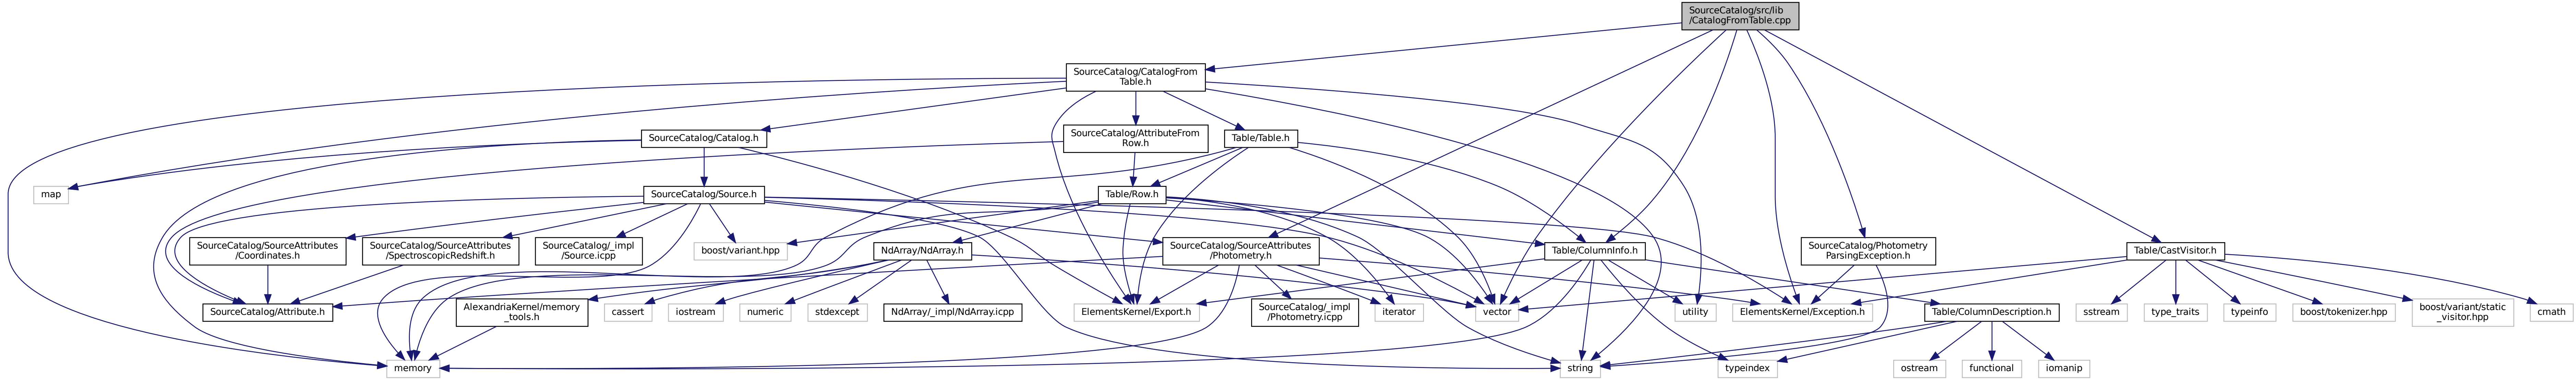 SourceCatalog/src/lib
/CatalogFromTable.cpp
SourceCatalog/CatalogFrom
Table.h
SourceCatalog/Catalog.h
SourceCatalog/AttributeFrom
Row.h
Table/Table.h
map
SourceCatalog/Source.h
Table/Row.h
SourceCatalog/SourceAttributes
/Coordinates.h
SourceCatalog/SourceAttributes
/SpectroscopicRedshift.h
SourceCatalog/_impl
/Source.icpp
boost/variant.hpp
NdArray/NdArray.h
SourceCatalog/SourceAttributes
/Photometry.h
Table/ColumnInfo.h
SourceCatalog/Photometry
ParsingException.h
Table/CastVisitor.h
SourceCatalog/Attribute.h
AlexandriaKernel/memory
_tools.h
cassert
iostream
numeric
stdexcept
NdArray/_impl/NdArray.icpp
ElementsKernel/Export.h
SourceCatalog/_impl
/Photometry.icpp
iterator
vector
utility
ElementsKernel/Exception.h
Table/ColumnDescription.h
sstream
type_traits
typeinfo
boost/tokenizer.hpp
boost/variant/static
_visitor.hpp
cmath
memory
string
typeindex
ostream
functional
iomanip